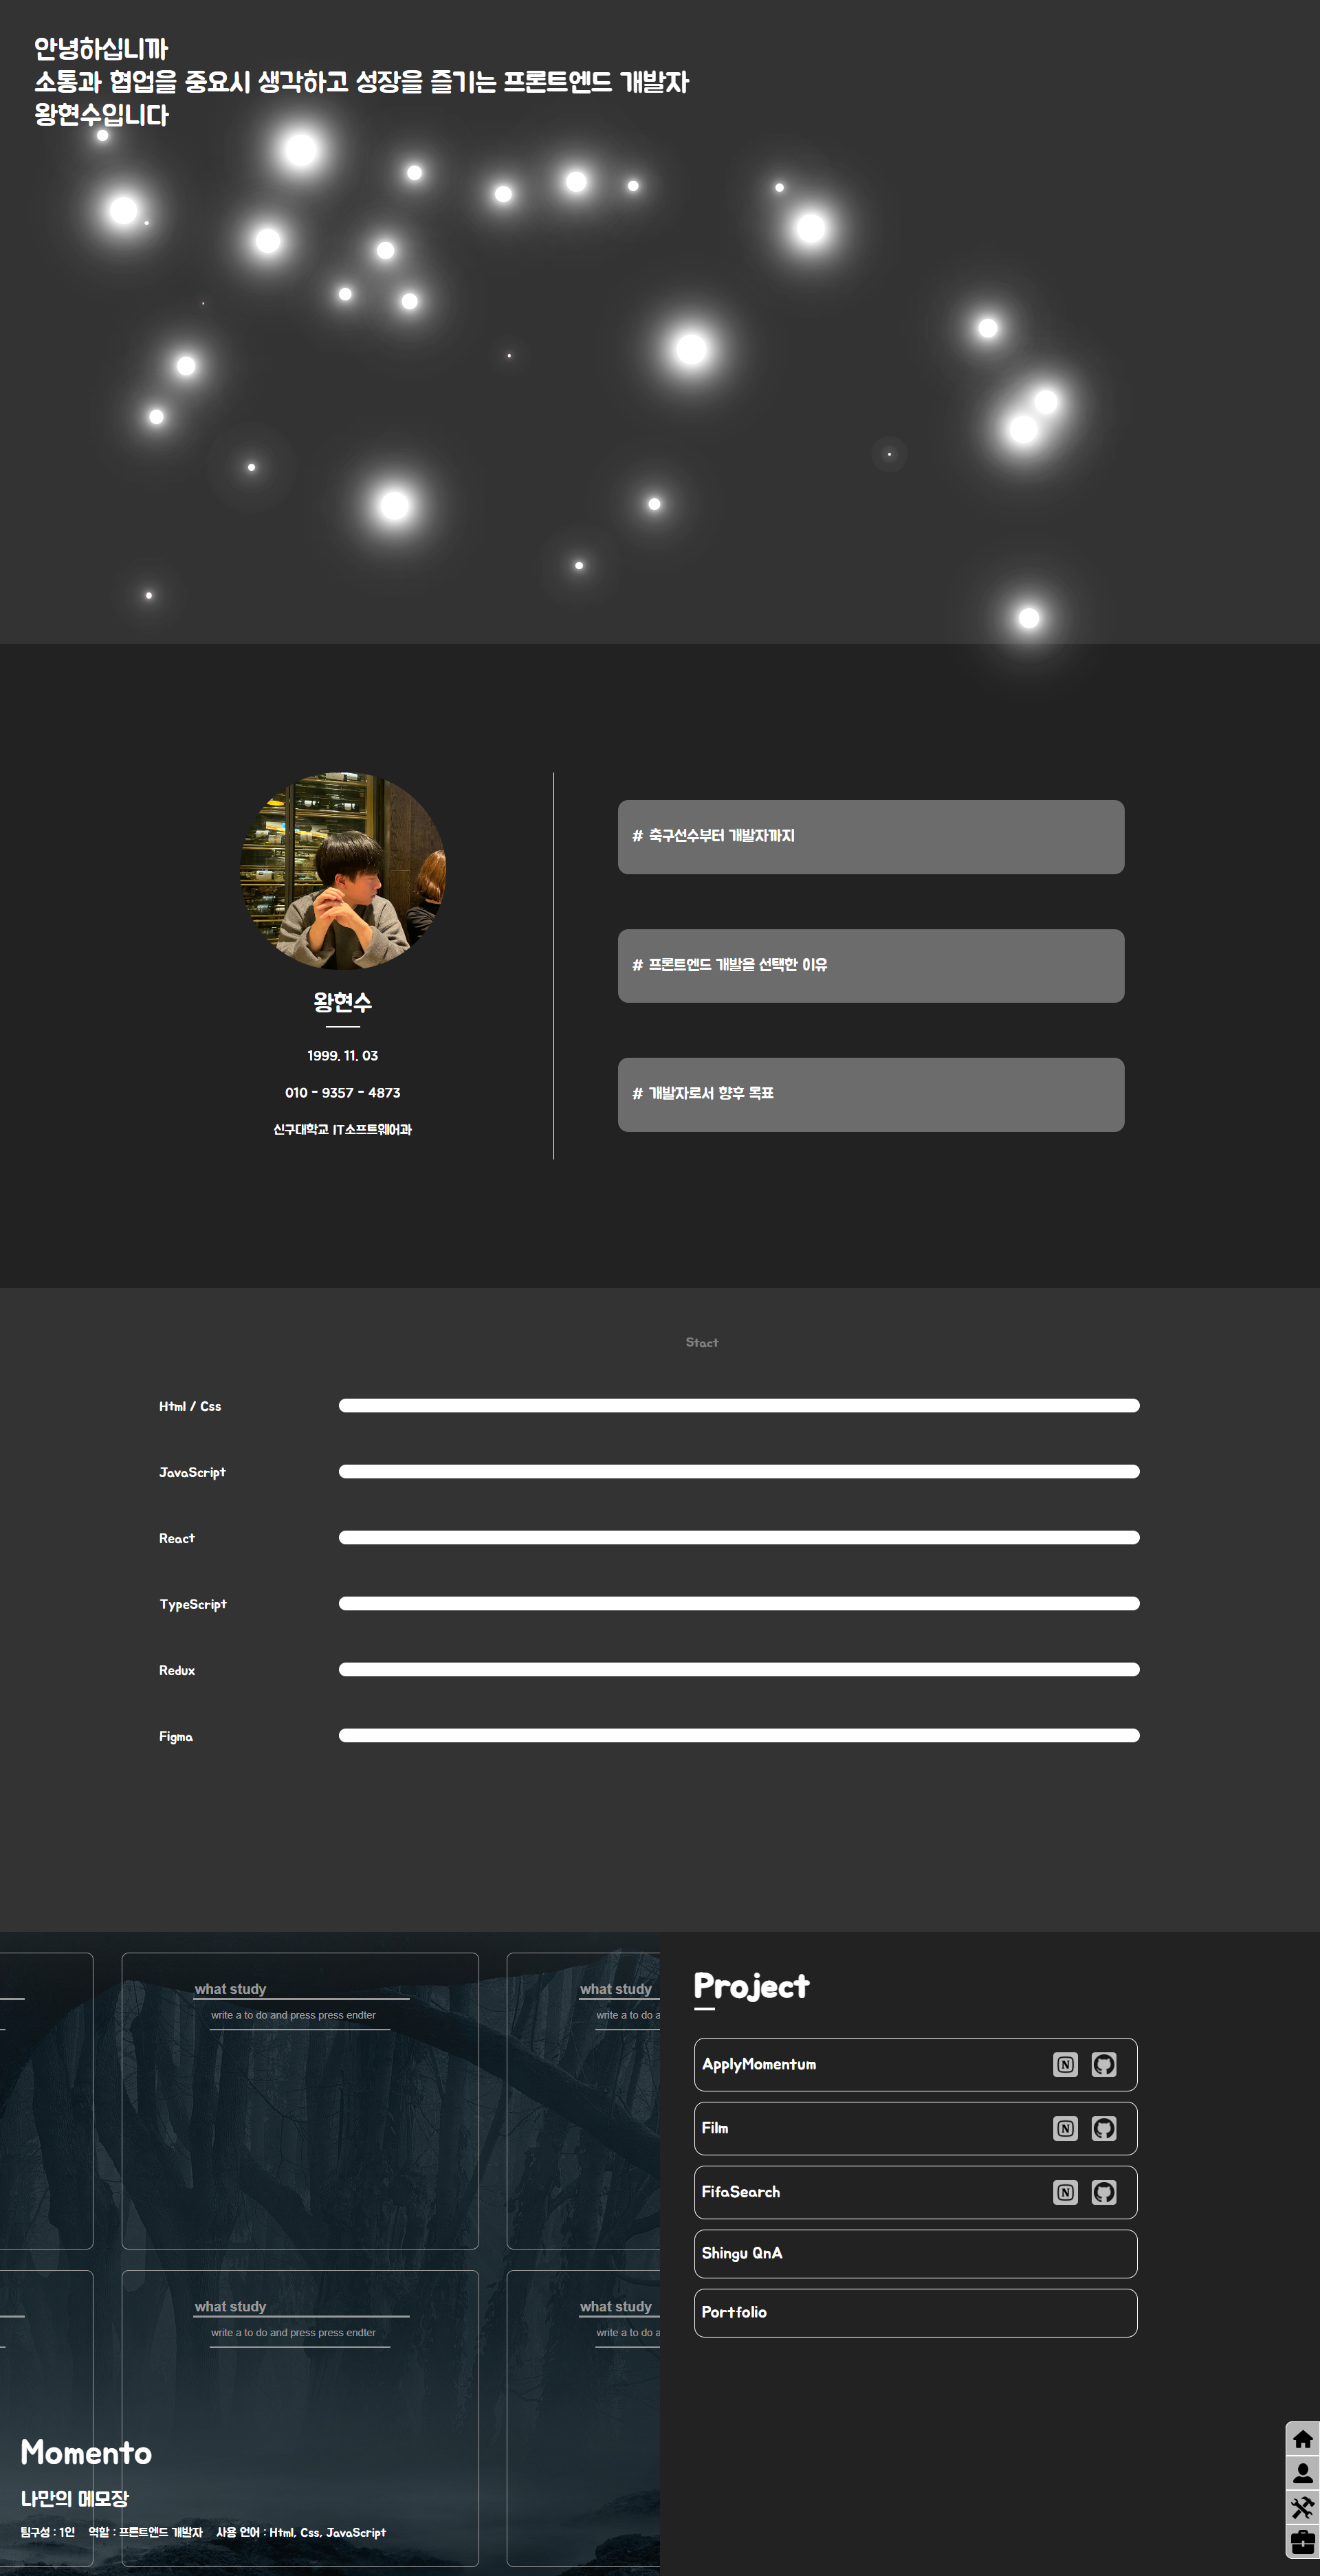 안녕하십니까
소통과 협업을 중요시 생각하고 성장을 즐기는 프론트엔드 개발자
왕현수입니다
왕현수
1999. 11. 03
010 - 9357 - 4873
신구대학교 IT소프트웨어과
# 축구선수부터 개발자까지
# 프론트엔드 개발을 선택한 이유
# 개발자로서 향후 목표
Stact
Html / Css
JavaScript
React
TypeScript
Redux
Figma
what study
write a to do and press press endter
what study
write a to do a
what study
write a to do and press press endter
what study
write a to do a
Momento
나만의 메모장
팀구성 : 1인 역할 : 프론트엔드 개발자 사용 언어 : Html, Css, JavaScript
Project
ApplyMomentum
Film
FifaSearch
Shingu QnA
Portfolio